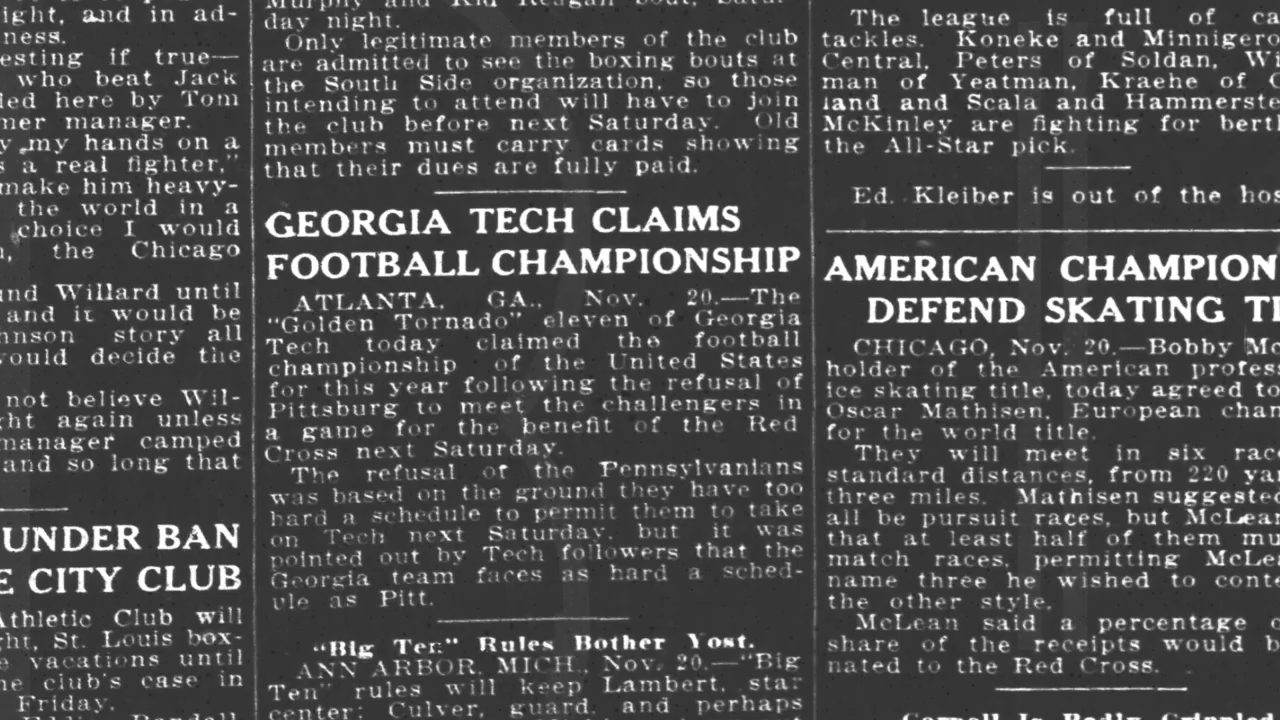 ight, and in ad-
ness.
esting if true—
who beat Jack
led here by Tom
mer manager.
y my hands on a
s a real fighter,"
make him heavy-
the world in a
choice I would
the Chicago
and Willard until
and it would be
hnson story all
would decide the
not believe Wil-
ght again unless
manager camped
and so long that
UNDER BAN
E CITY CLUB
Athletic Club will
ght, St. Louis box-
e vacations until
he club's case in
Friday.
Murphy and Kid Reagan bout, Satur-
day night.
Only legitimate members of the club
are admitted to see the boxing bouts at
the South Side organization, so those
intending to attend will have to join
the club before next Saturday. Old
members must carry cards showing
that their dues are fully paid.
GEORGIA TECH CLAIMS
FOOTBALL CHAMPIONSHIP
ATLANTA, GA., Nov. 20.—The
"Golden Tornado" eleven of Georgia
Tech today claimed the football
championship of the United States
for this year following the refusal of
Pittsburg to meet the challengers in
a game for the benefit of the Red
Cross next Saturday.
The refusal of the Pennsylvanians
was based on the ground they have too
hard a schedule to permit them to take
on Tech next Saturday, but it was
pointed out by Tech followers that the
Georgia team faces as hard a sched-
ule as Pitt.
"Big Ten" Rules Bother Yost.
ANN ARBOR, MICH., Nov. 20.—"Big
Ten" rules will keep Lambert, star
center; Culver, guard, and perhaps
The league is full of ca
tackles. Koneke and Minnigero
Central, Peters of Soldan, Wi
man of Yeatman, Kraehe of C
land and Scala and Hammerste
McKinley are fighting for bert
the All-Star pick.
Ed. Kleiber is out of the hos
AMERICAN CHAMPION
DEFEND SKATING TI
CHICAGO, Nov. 20.—Bobby Mc
holder of the American profess
ice skating title, today agreed to
Oscar Mathisen, European cham
for the world title.
They will meet in six race
standard distances, from 220 yar
three miles. Mathisen suggested
all be pursuit races, but McLean
that at least half of them mu
match races, permitting McLea
name three he wished to conte
the other style.
McLean said a percentage o
share of the receipts would b
nated to the Red Cross.